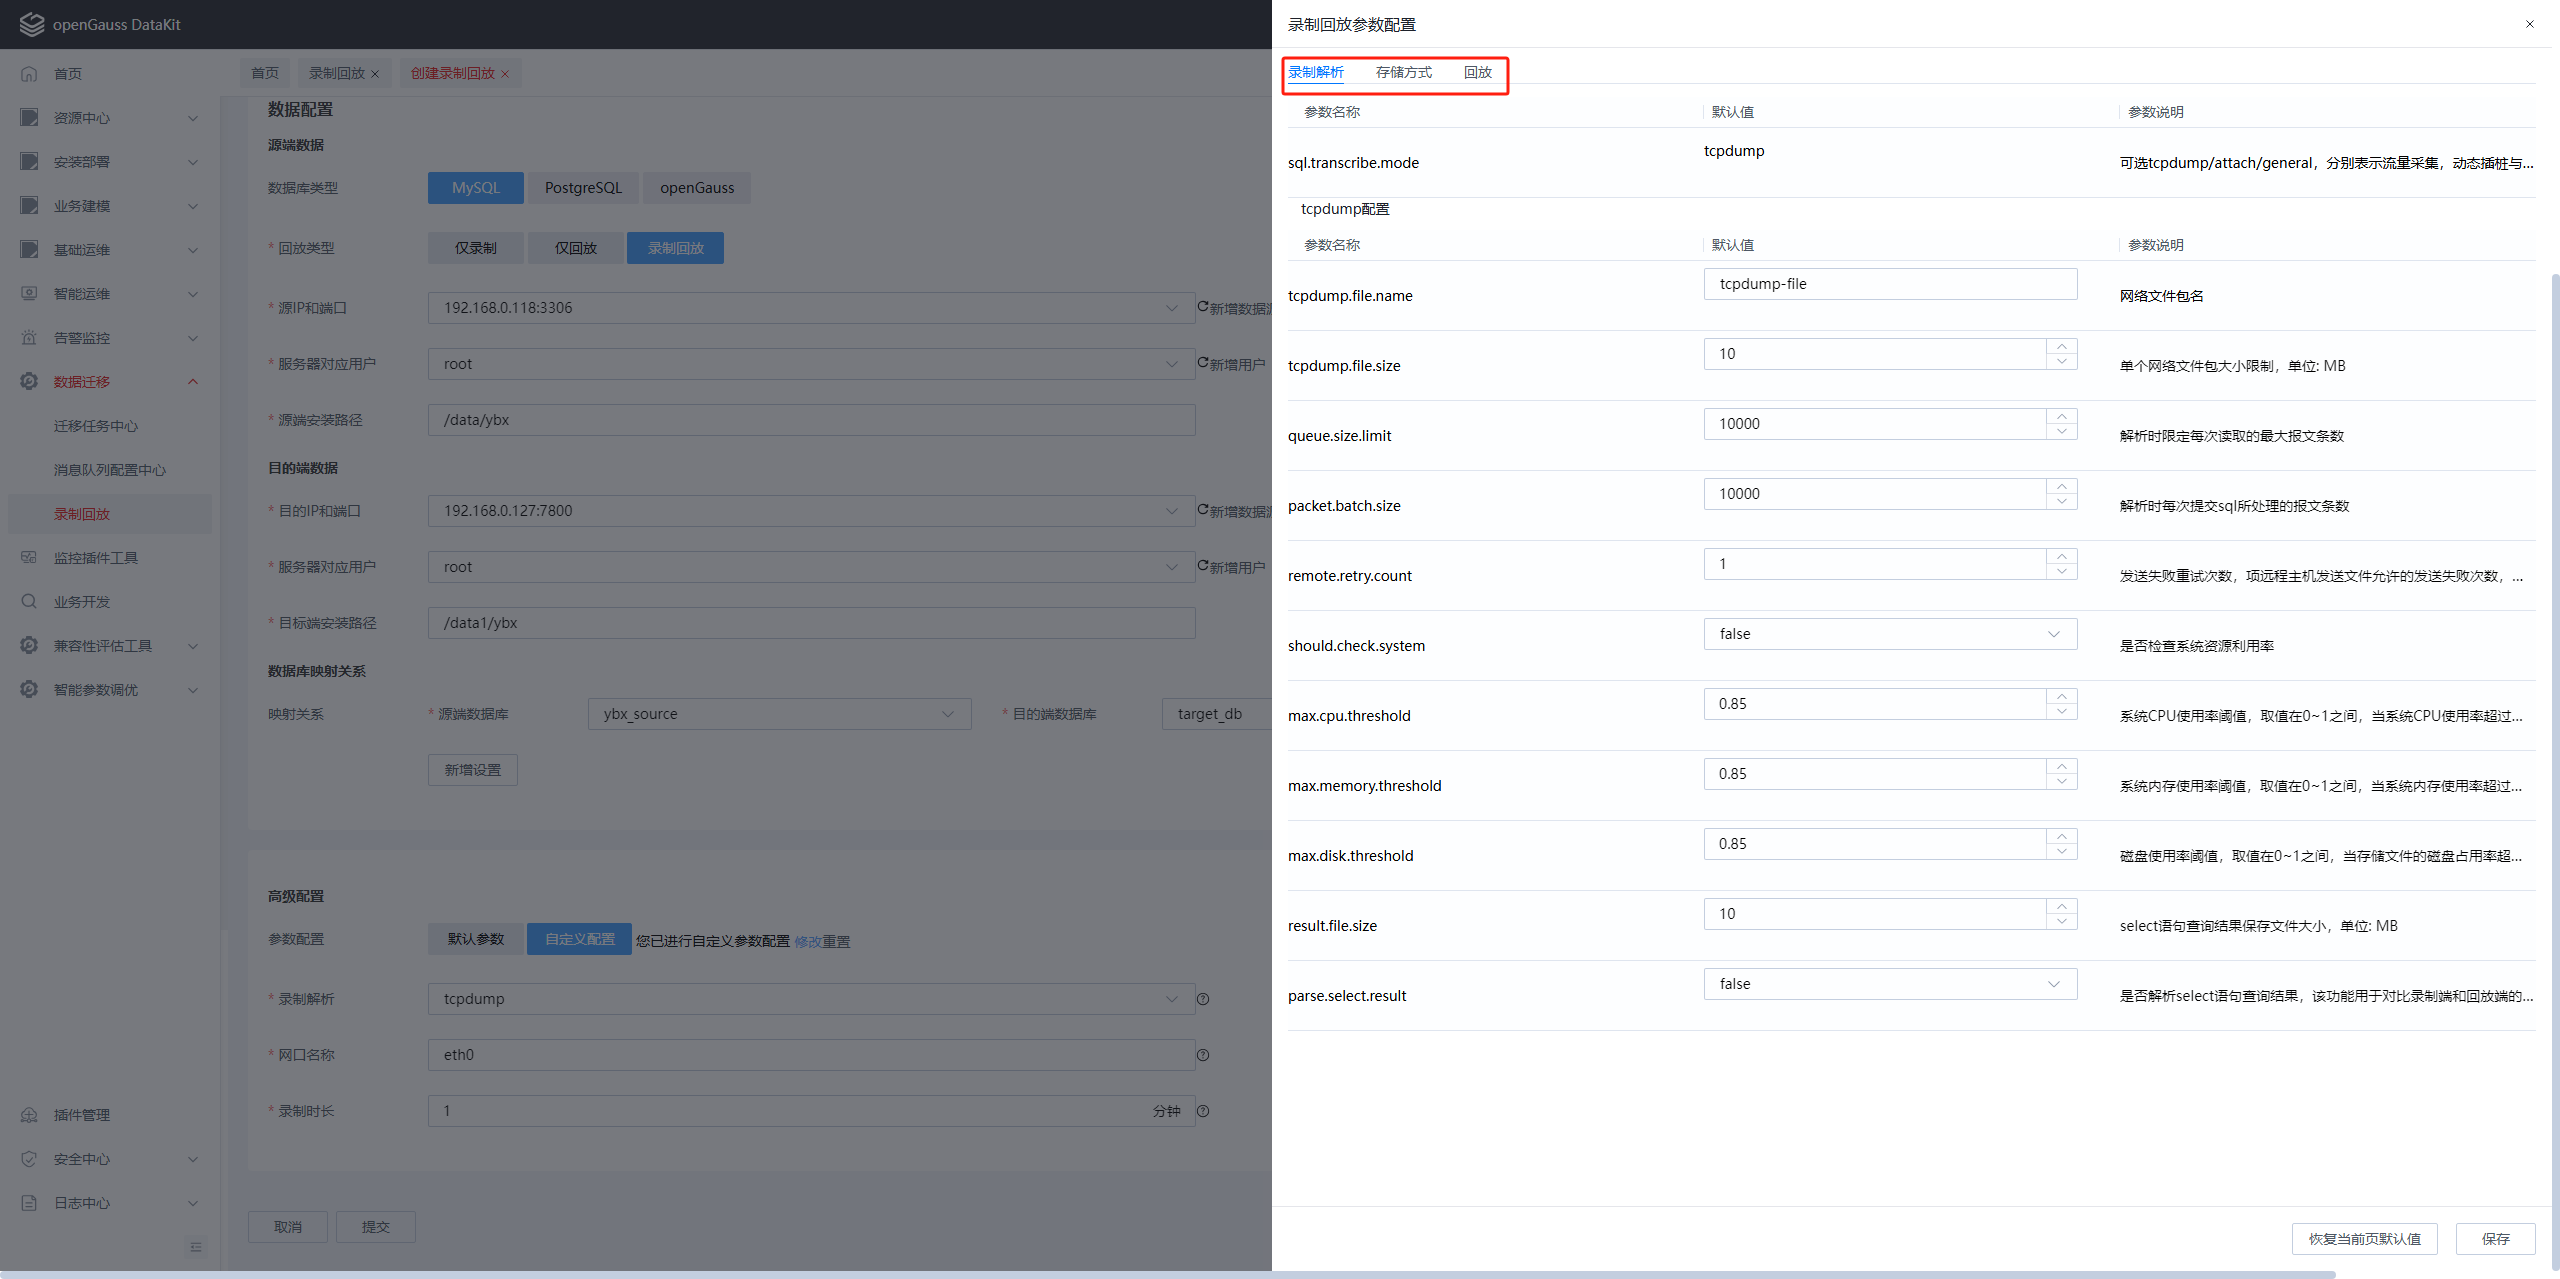 openGauss DataKit
首页
资源中心
安装部署
业务建模
基础运维
智能运维
告警监控
数据迁移
迁移任务中心
消息队列配置中心
录制回放
监控插件工具
业务开发
兼容性评估工具
智能参数调优
插件管理
安全中心
日志中心
首页 录制回放 × 创建录制回放 ×
数据配置
源端数据
数据库类型 MySQL PostgreSQL openGauss
* 回放类型 仅录制 仅回放 录制回放
* 源IP和端口 192.168.0.118:3306 新增数据源
* 服务器对应用户 root 新增用户
* 源端安装路径 /data/ybx
目的端数据
* 目的IP和端口 192.168.0.127:7800 新增数据源
* 服务器对应用户 root 新增用户
* 目标端安装路径 /data1/ybx
数据库映射关系
映射关系 * 源端数据库 ybx_source * 目的端数据库 target_db
新增设置
高级配置
参数配置 默认参数 自定义配置 您已进行自定义参数配置 修改重置
* 录制解析 tcpdump
* 网口名称 eth0
* 录制时长 1 分钟
取消 提交
录制回放参数配置
录制解析 存储方式 回放
参数名称 默认值 参数说明
sql.transcribe.mode tcpdump 可选tcpdump/attach/general，分别表示流量采集，动态插桩与...
tcpdump配置
参数名称 默认值 参数说明
tcpdump.file.name tcpdump-file 网络文件包名
tcpdump.file.size 10 单个网络文件包大小限制，单位: MB
queue.size.limit 10000 解析时限定每次读取的最大报文条数
packet.batch.size 10000 解析时每次提交sql所处理的报文条数
remote.retry.count 1 发送失败重试次数，项远程主机发送文件允许的发送失败次数，...
should.check.system false 是否检查系统资源利用率
max.cpu.threshold 0.85 系统CPU使用率阈值，取值在0~1之间，当系统CPU使用率超过...
max.memory.threshold 0.85 系统内存使用率阈值，取值在0~1之间，当系统内存使用率超过...
max.disk.threshold 0.85 磁盘使用率阈值，取值在0~1之间，当存储文件的磁盘占用率超...
result.file.size 10 select语句查询结果保存文件大小，单位: MB
parse.select.result false 是否解析select语句查询结果，该功能用于对比录制端和回放端的...
恢复当前页默认值 保存